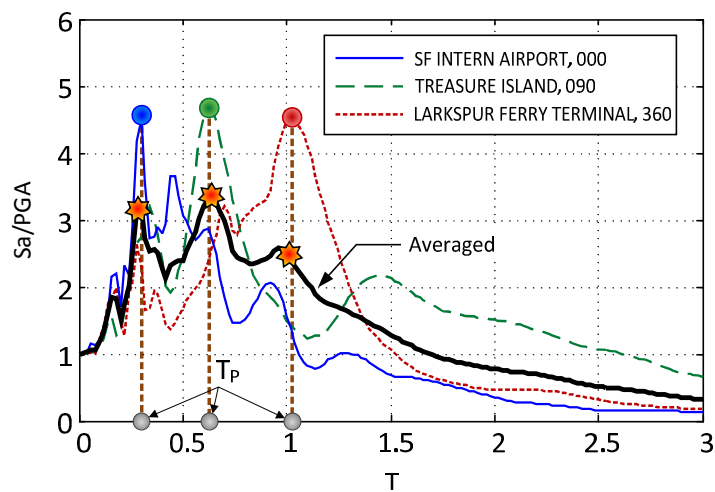 6
5
4
3
2
1
0
Sa/PGA
SF INTERN AIRPORT, 000
TREASURE ISLAND, 090
LARKSPUR FERRY TERMINAL, 360
Averaged
TP
0 0.5 1 1.5 2 2.5 3
T